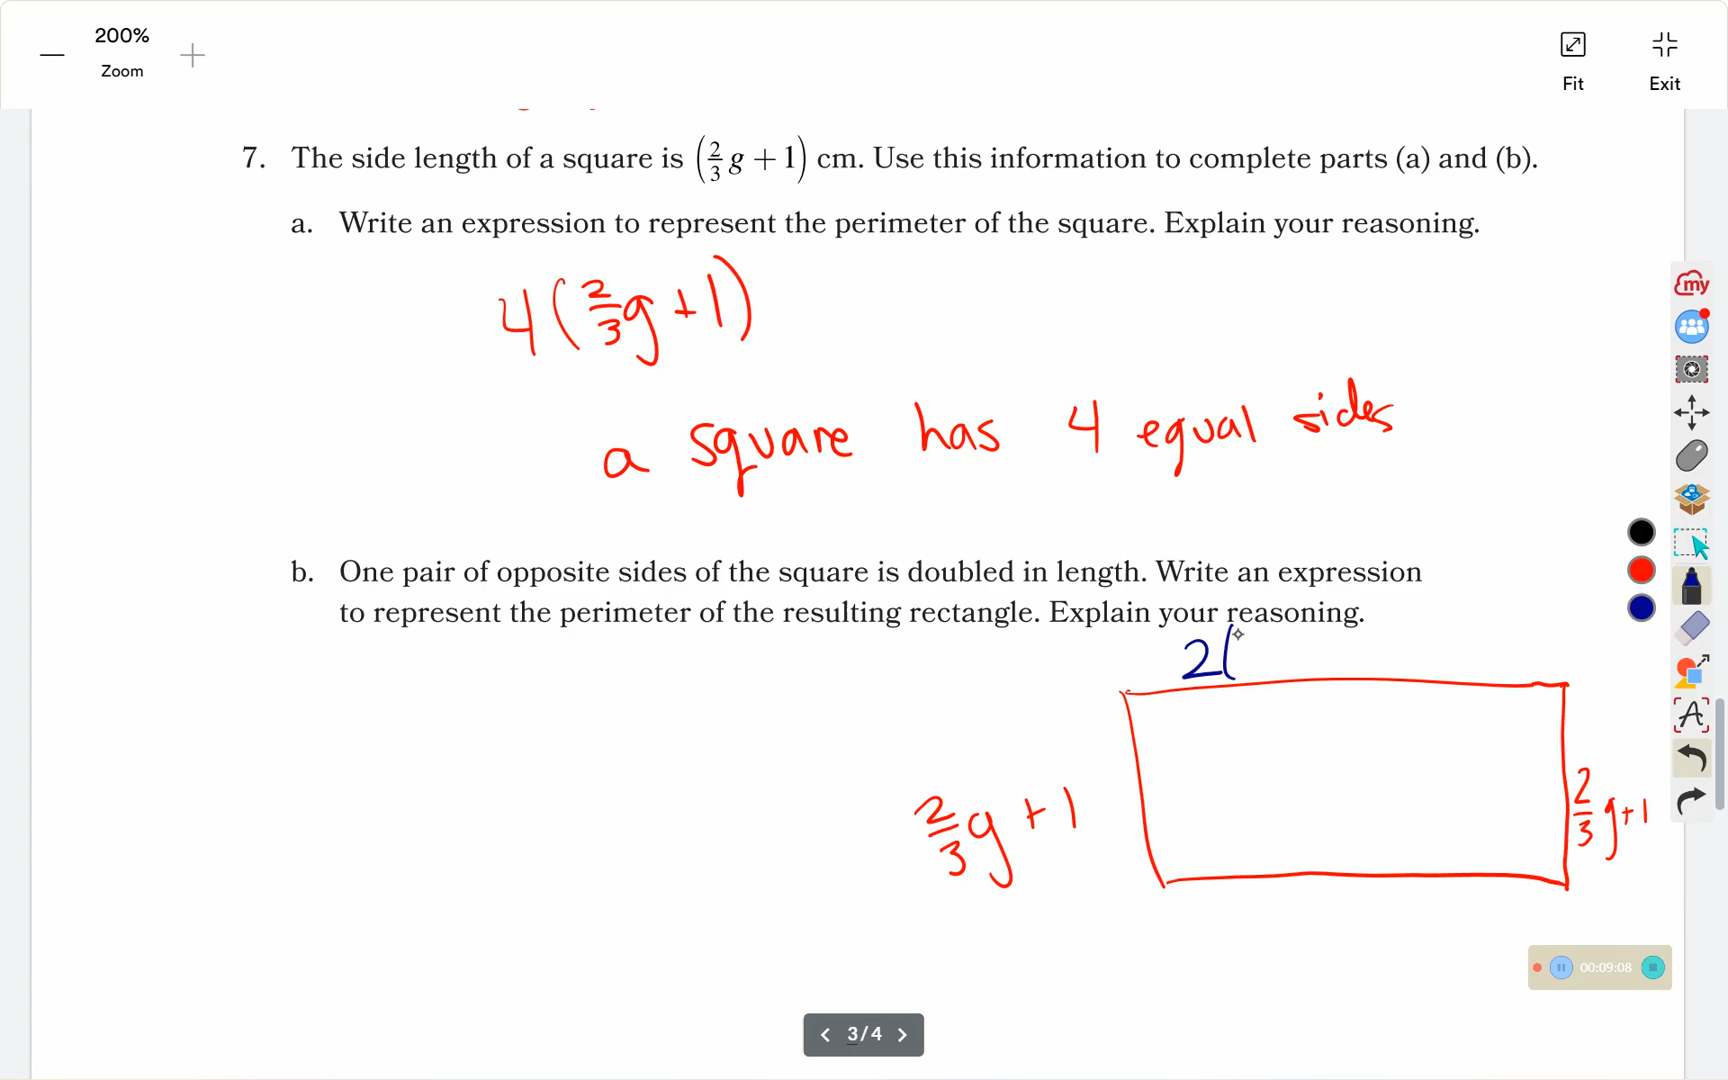 200%
Zoom
Fit
Exit
7. The side length of a square is (2/3 g + 1) cm. Use this information to complete parts (a) and (b).
a. Write an expression to represent the perimeter of the square. Explain your reasoning.
4(2/3 g + 1)
a square has 4 equal sides
b. One pair of opposite sides of the square is doubled in length. Write an expression
to represent the perimeter of the resulting rectangle. Explain your reasoning.
2(
2/3 g + 1
2/3 g + 1
my
A
00:09:08
3/4